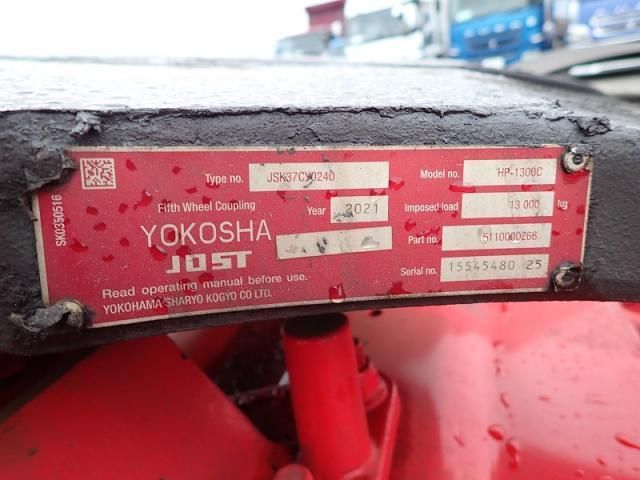 SK0350516
Type no. JSK37CY0240
Model no. HP-1300C
Fifth Wheel Coupling
Year 2021
Imposed load 13 000 kg
YOKOSHA
JOST
Part no. 5110000Z66
Serial no. 15545480 25
Read operating manual before use.
YOKOHAMA SHARYO KOGYO CO LTD.